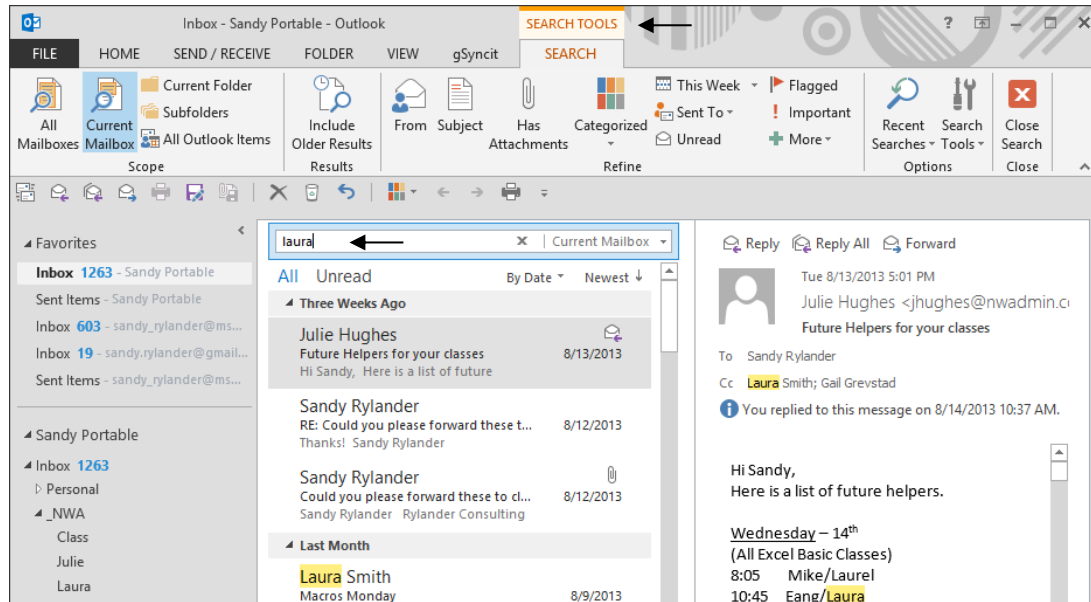 Inbox - Sandy Portable - Outlook
SEARCH TOOLS
?
FILE HOME SEND / RECEIVE FOLDER VIEW gSyncit SEARCH
All Mailboxes
Current Mailbox
Current Folder
Subfolders
All Outlook Items
Scope
Include Older Results
Results
From
Subject
Has Attachments
Categorized
This Week
Sent To
Unread
Flagged
Important
More
Refine
Recent Searches
Search Tools
Options
Close Search
Close
Favorites
Inbox 1263 - Sandy Portable
Sent Items - Sandy Portable
Inbox 603 - sandy_rylander@ms...
Inbox 19 - sandy.rylander@gmail...
Sent Items - sandy_rylander@ms...
Sandy Portable
Inbox 1263
Personal
_NWA
Class
Julie
Laura
laura
Current Mailbox
All Unread By Date Newest
Three Weeks Ago
Julie Hughes
Future Helpers for your classes 8/13/2013
Hi Sandy, Here is a list of future
Sandy Rylander
RE: Could you please forward these t... 8/12/2013
Thanks! Sandy Rylander
Sandy Rylander
Could you please forward these to cl... 8/12/2013
Sandy Rylander Rylander Consulting
Last Month
Laura Smith
Macros Monday 8/9/2013
Reply Reply All Forward
Tue 8/13/2013 5:01 PM
Julie Hughes <jhughes@nwadmin.co
Future Helpers for your classes
To Sandy Rylander
Cc Laura Smith; Gail Grevstad
You replied to this message on 8/14/2013 10:37 AM.
Hi Sandy,
Here is a list of future helpers.
Wednesday – 14th
(All Excel Basic Classes)
8:05 Mike/Laurel
10:45 Eang/Laura